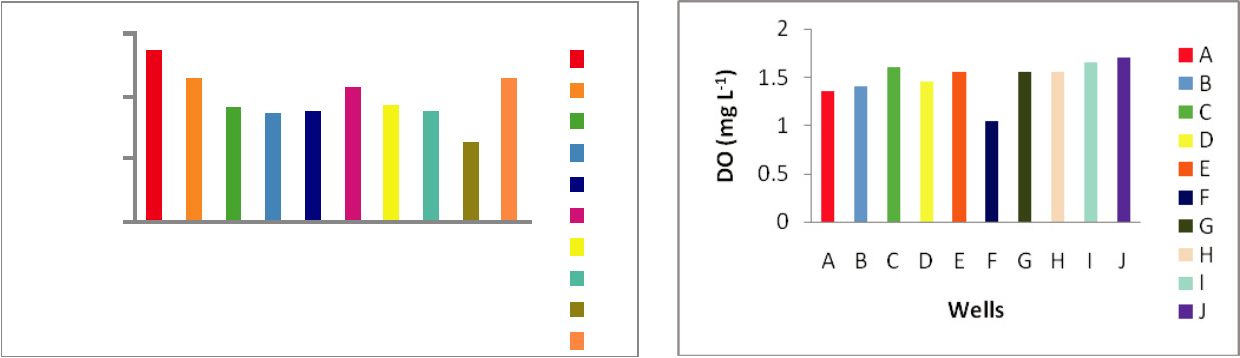 2
1.5
1
0.5
0
DO (mg L-1)
A B C D E F G H I J
Wells
A
B
C
D
E
F
G
H
I
J